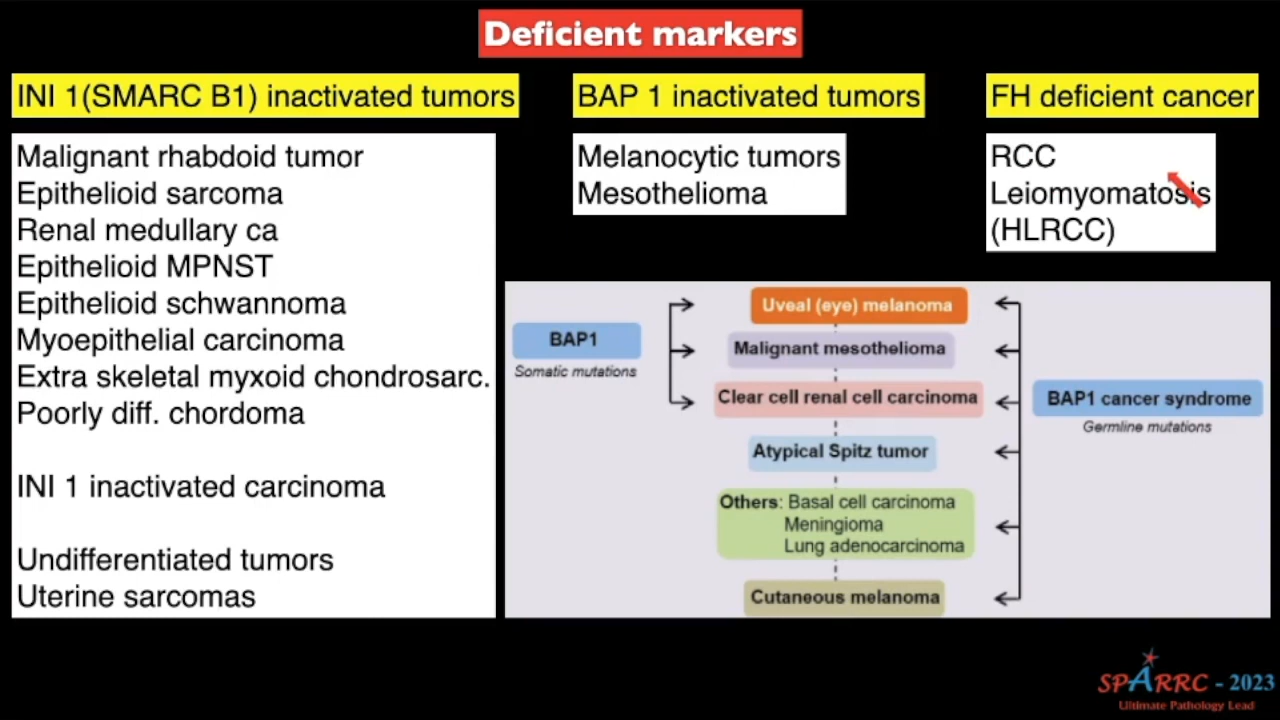 Deficient markers
INI 1(SMARC B1) inactivated tumors
Malignant rhabdoid tumor
Epithelioid sarcoma
Renal medullary ca
Epithelioid MPNST
Epithelioid schwannoma
Myoepithelial carcinoma
Extra skeletal myxoid chondrosarc.
Poorly diff. chordoma
INI 1 inactivated carcinoma
Undifferentiated tumors
Uterine sarcomas
BAP 1 inactivated tumors
Melanocytic tumors
Mesothelioma
FH deficient cancer
RCC
Leiomyomatosis
(HLRCC)
BAP1
Somatic mutations
Uveal (eye) melanoma
Malignant mesothelioma
Clear cell renal cell carcinoma
Atypical Spitz tumor
Others: Basal cell carcinoma
Meningioma
Lung adenocarcinoma
Cutaneous melanoma
BAP1 cancer syndrome
Germline mutations
SPARRC - 2023
Ultimate Pathology Lead